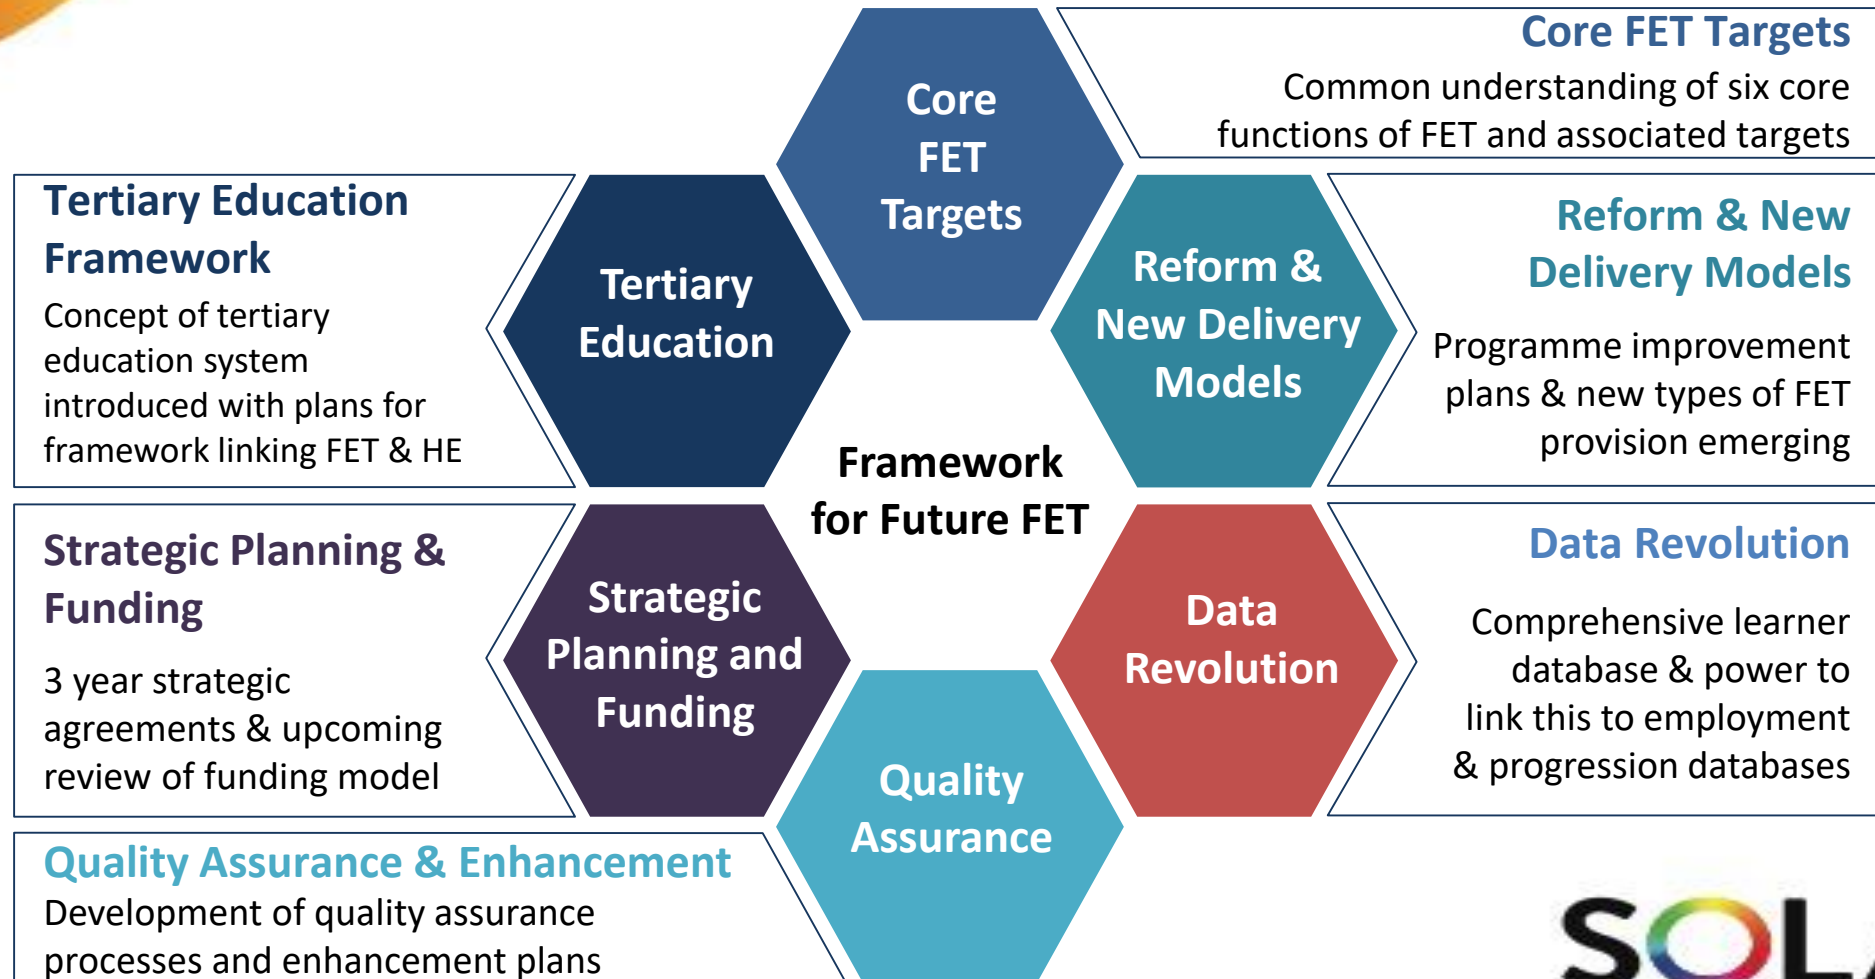 Core FET Targets
Common understanding of six core
functions of FET and associated targets
Core
FET
Targets
Tertiary Education
Framework
Concept of tertiary
education system
introduced with plans for
framework linking FET & HE
Tertiary
Education
Reform &
New Delivery
Models
Reform & New
Delivery Models
Programme improvement
plans & new types of FET
provision emerging
Framework
for Future FET
Strategic Planning &
Funding
3 year strategic
agreements & upcoming
review of funding model
Strategic
Planning and
Funding
Data
Revolution
Data Revolution
Comprehensive learner
database & power to
link this to employment
& progression databases
Quality
Assurance
Quality Assurance & Enhancement
Development of quality assurance
processes and enhancement plans
SOL